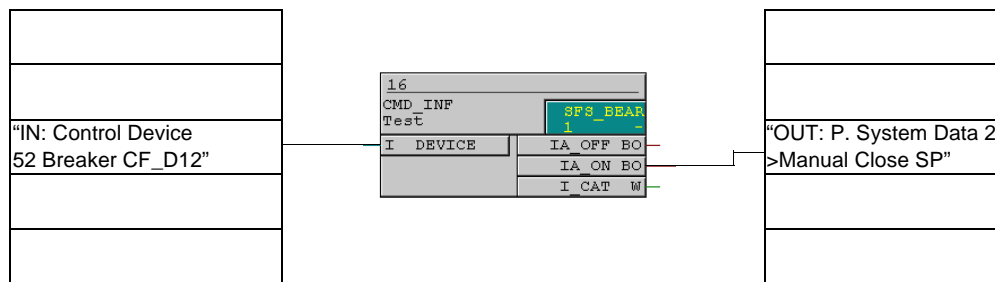 16
CMD_INF
Test
SFS_BEAR
1 -
“IN: Control Device
52 Breaker CF_D12”
I DEVICE
IA_OFF BO
IA_ON BO
I_CAT W
“OUT: P. System Data 2
>Manual Close SP”